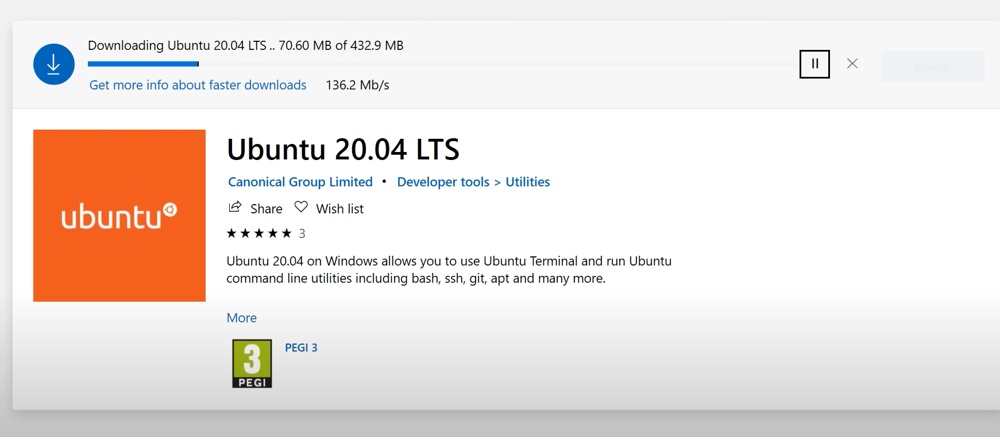 Downloading Ubuntu 20.04 LTS .. 70.60 MB of 432.9 MB
Get more info about faster downloads 136.2 Mb/s
ubuntu
Ubuntu 20.04 LTS
Canonical Group Limited • Developer tools > Utilities
Share Wish list
3
Ubuntu 20.04 on Windows allows you to use Ubuntu Terminal and run Ubuntu
command line utilities including bash, ssh, git, apt and many more.
More
3
PEGI
PEGI 3